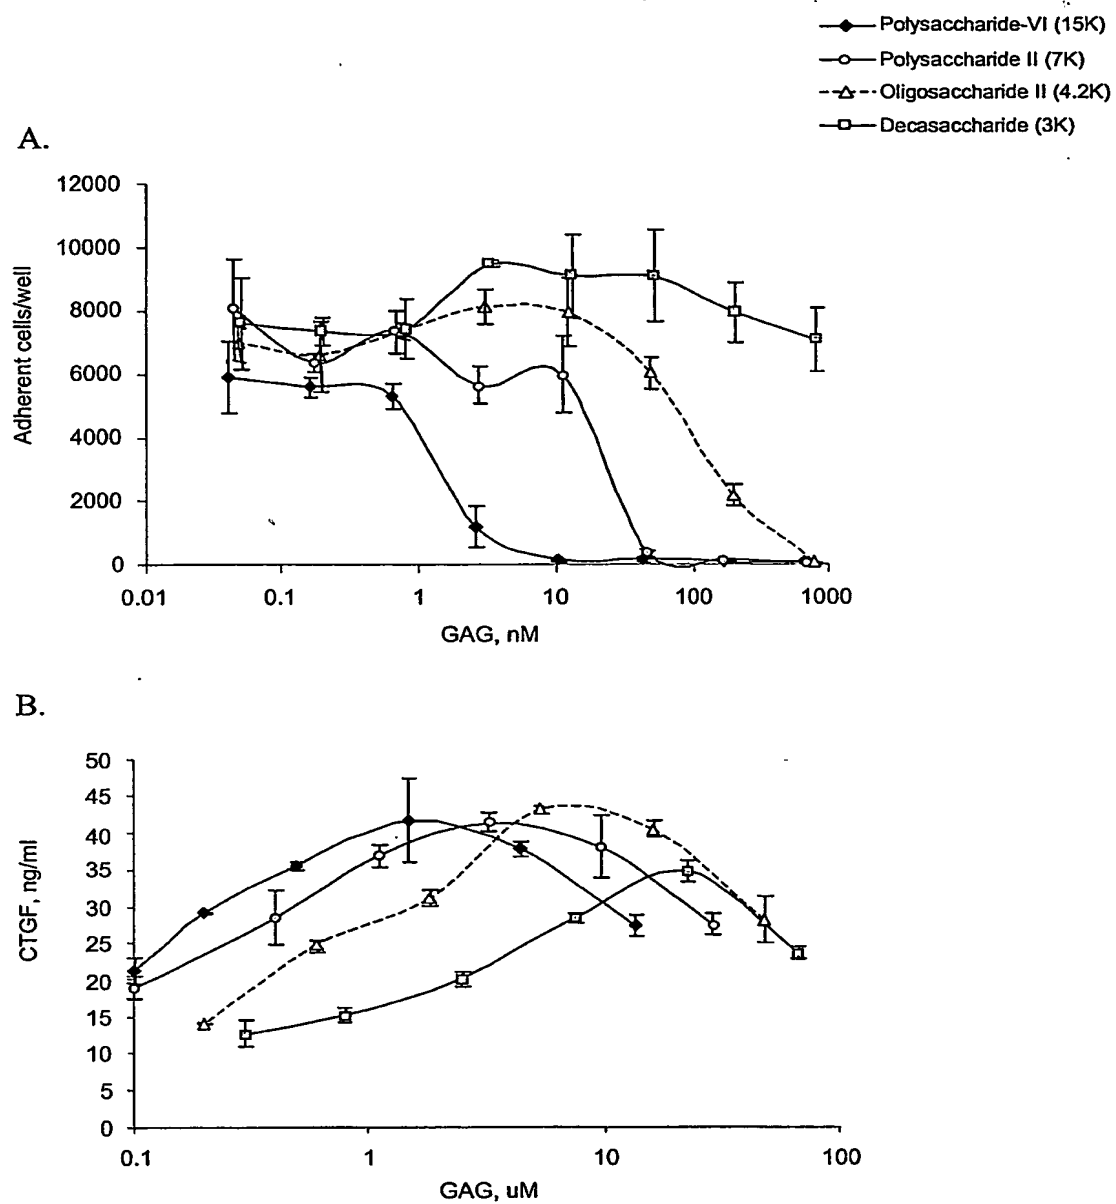 Polysaccharide-VI (15K)
Polysaccharide II (7K)
Oligosaccharide II (4.2K)
Decasaccharide (3K)
A.
12000
10000
8000
6000
4000
2000
0
Adherent cells/well
0.01 0.1 1 10 100 1000
GAG, nM
B.
50
45
40
35
30
25
20
15
10
5
0
CTGF, ng/ml
0.1 1 10 100
GAG, uM